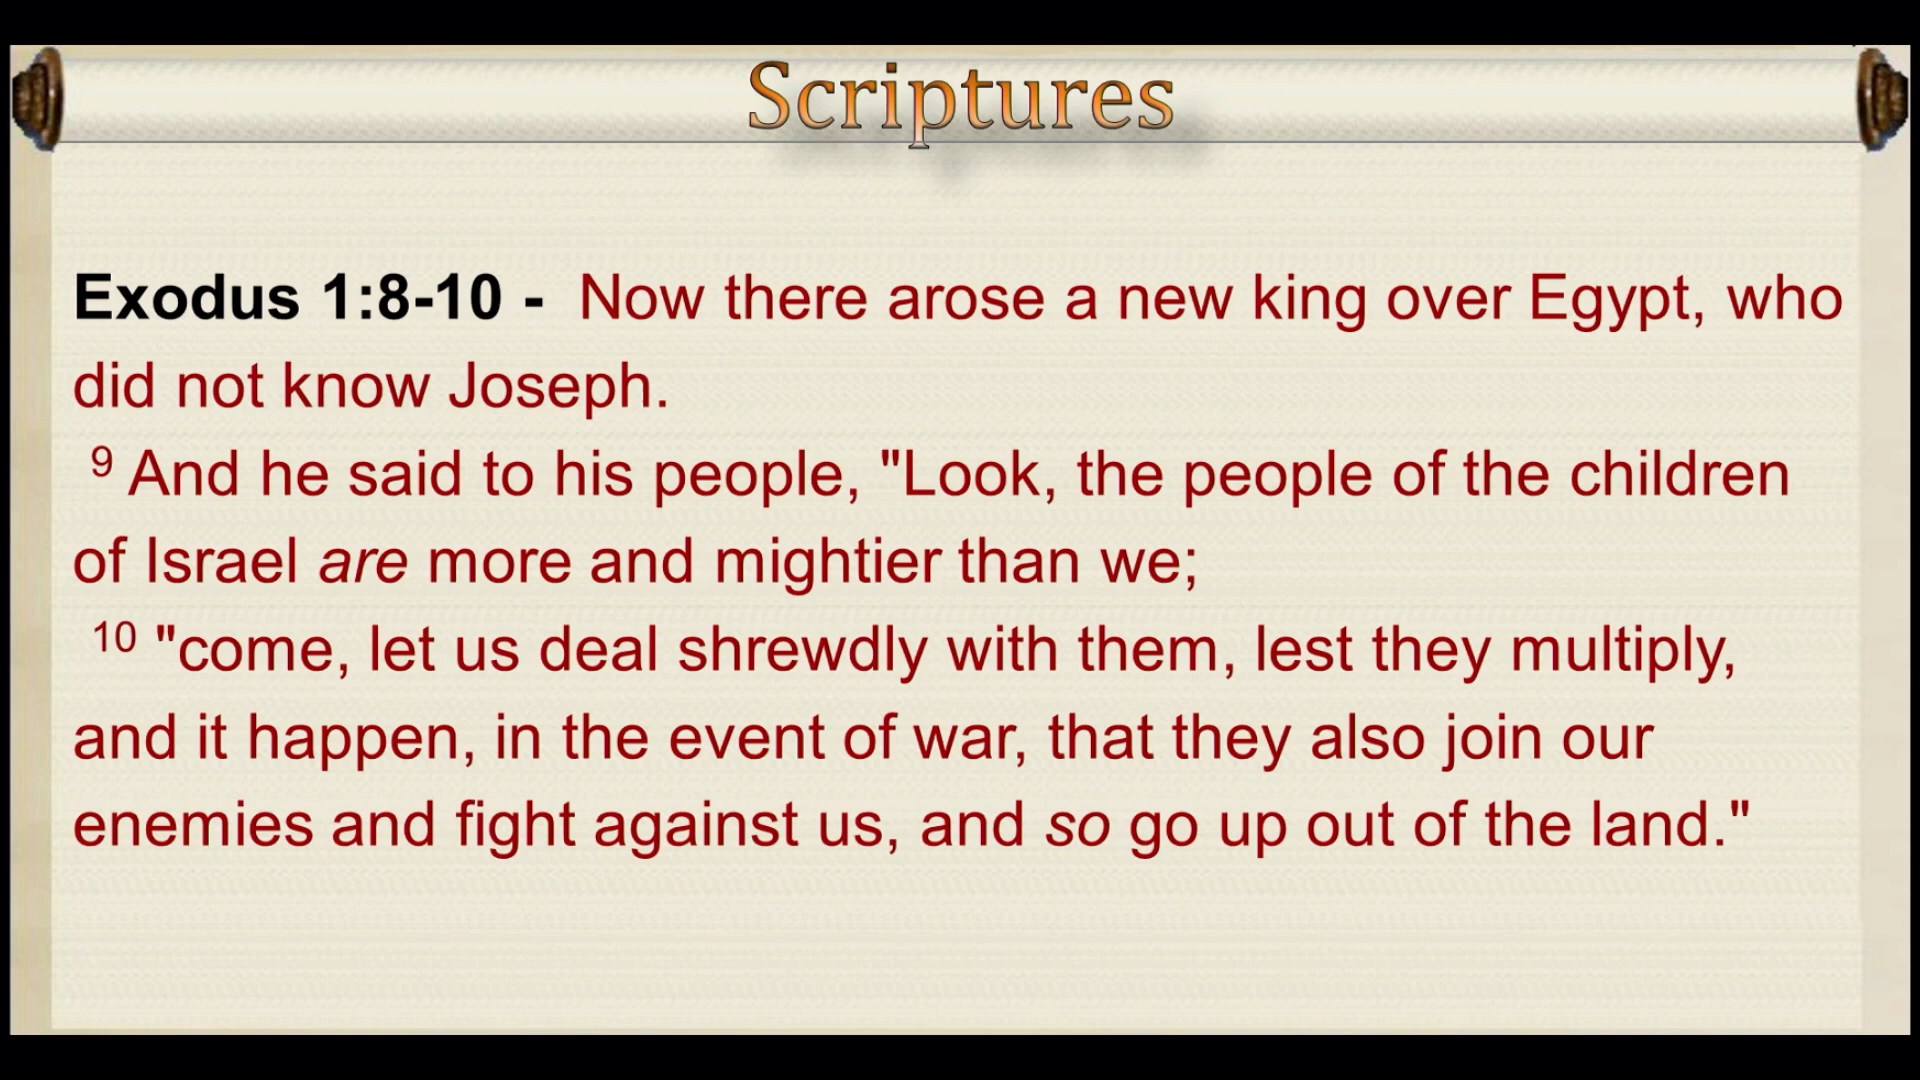 Scriptures
Exodus 1:8-10 - Now there arose a new king over Egypt, who
did not know Joseph.
9 And he said to his people, "Look, the people of the children
of Israel are more and mightier than we;
10 "come, let us deal shrewdly with them, lest they multiply,
and it happen, in the event of war, that they also join our
enemies and fight against us, and so go up out of the land."